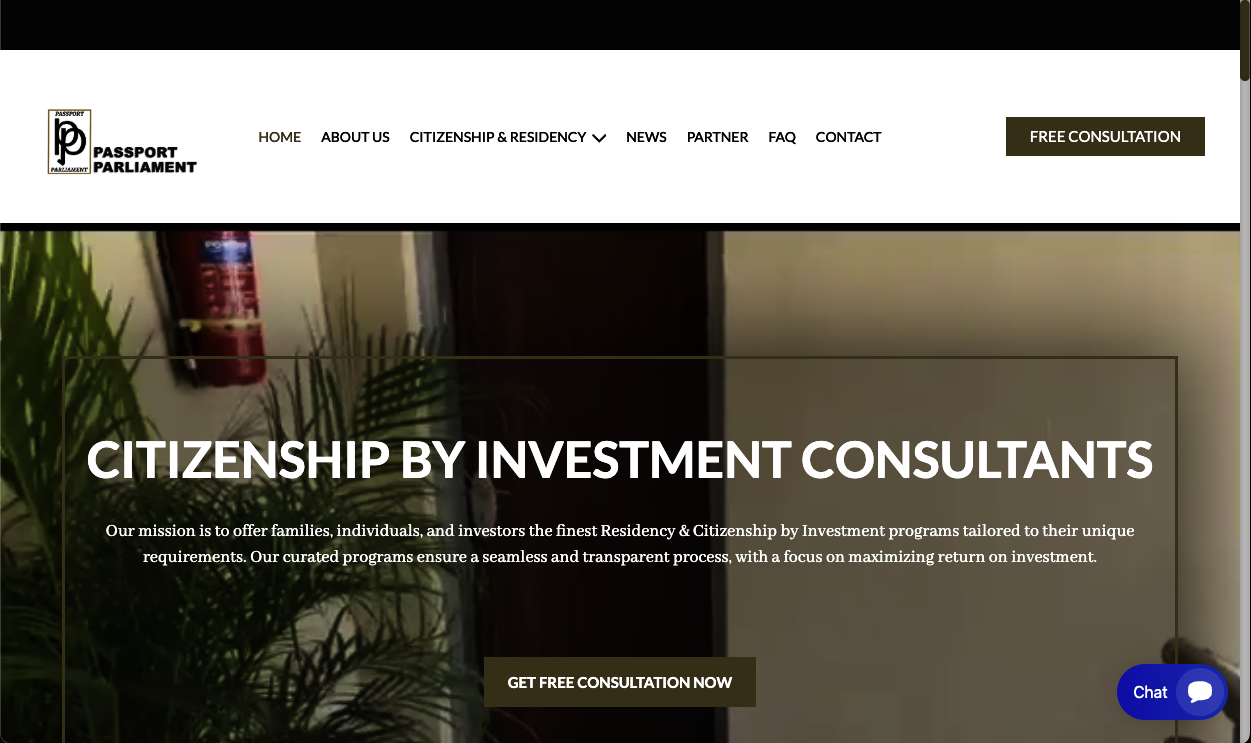 PASSPORT
PARLIAMENT
PASSPORT
PARLIAMENT
HOME
ABOUT US
CITIZENSHIP & RESIDENCY
NEWS
PARTNER
FAQ
CONTACT
FREE CONSULTATION
CITIZENSHIP BY INVESTMENT CONSULTANTS
Our mission is to offer families, individuals, and investors the finest Residency & Citizenship by Investment programs tailored to their unique
requirements. Our curated programs ensure a seamless and transparent process, with a focus on maximizing return on investment.
GET FREE CONSULTATION NOW
Chat